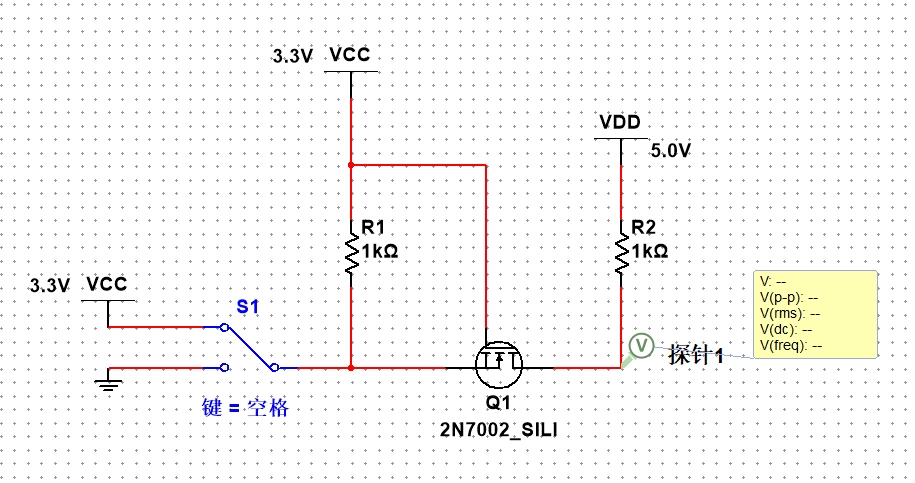 3.3V VCC
VDD
5.0V
R1
1kΩ
R2
1kΩ
3.3V VCC
S1
键 = 空格
V
探针1
V: --
V(p-p): --
V(rms): --
V(dc): --
V(freq): --
Q1
2N7002_SILI